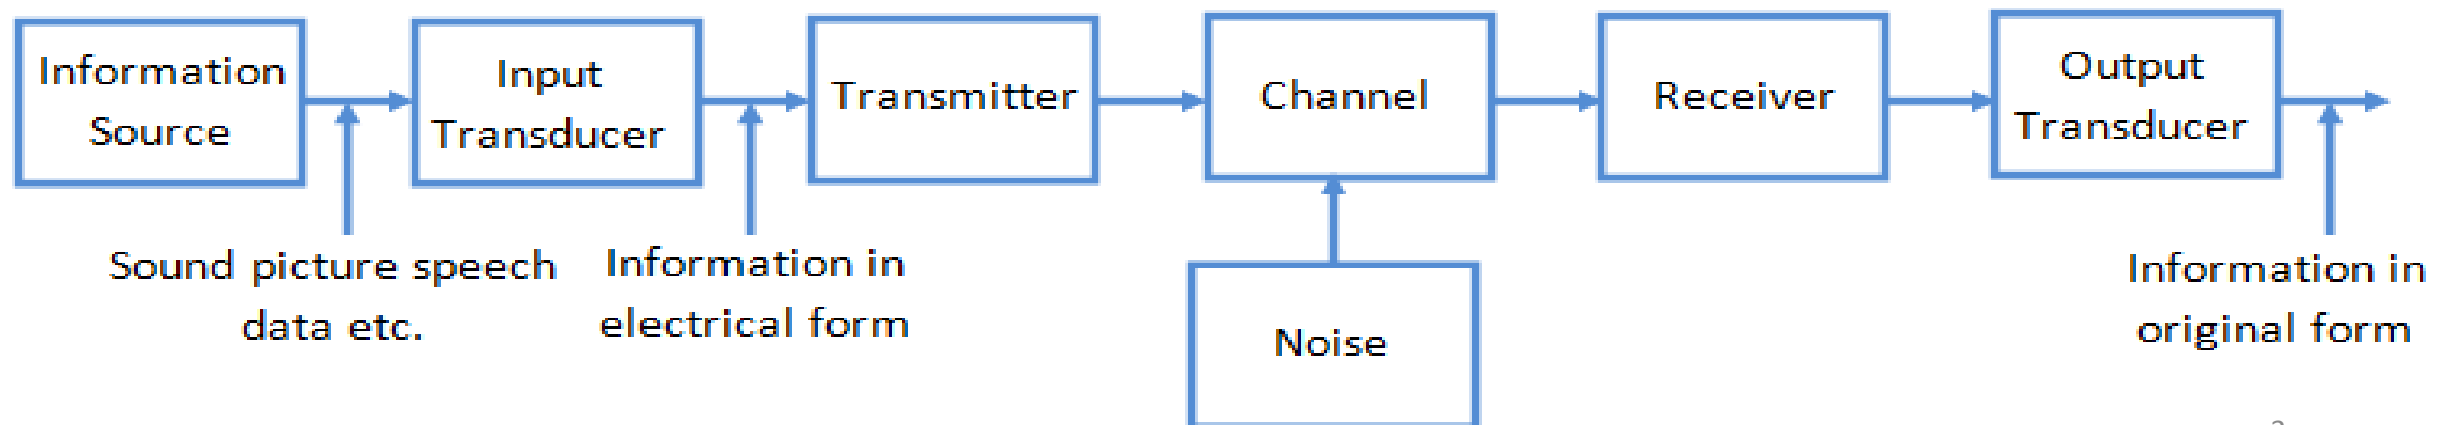 Information
Source
Input
Transducer
Transmitter
Channel
Receiver
Output
Transducer
Sound picture speech
data etc.
Information in
electrical form
Noise
Information in
original form